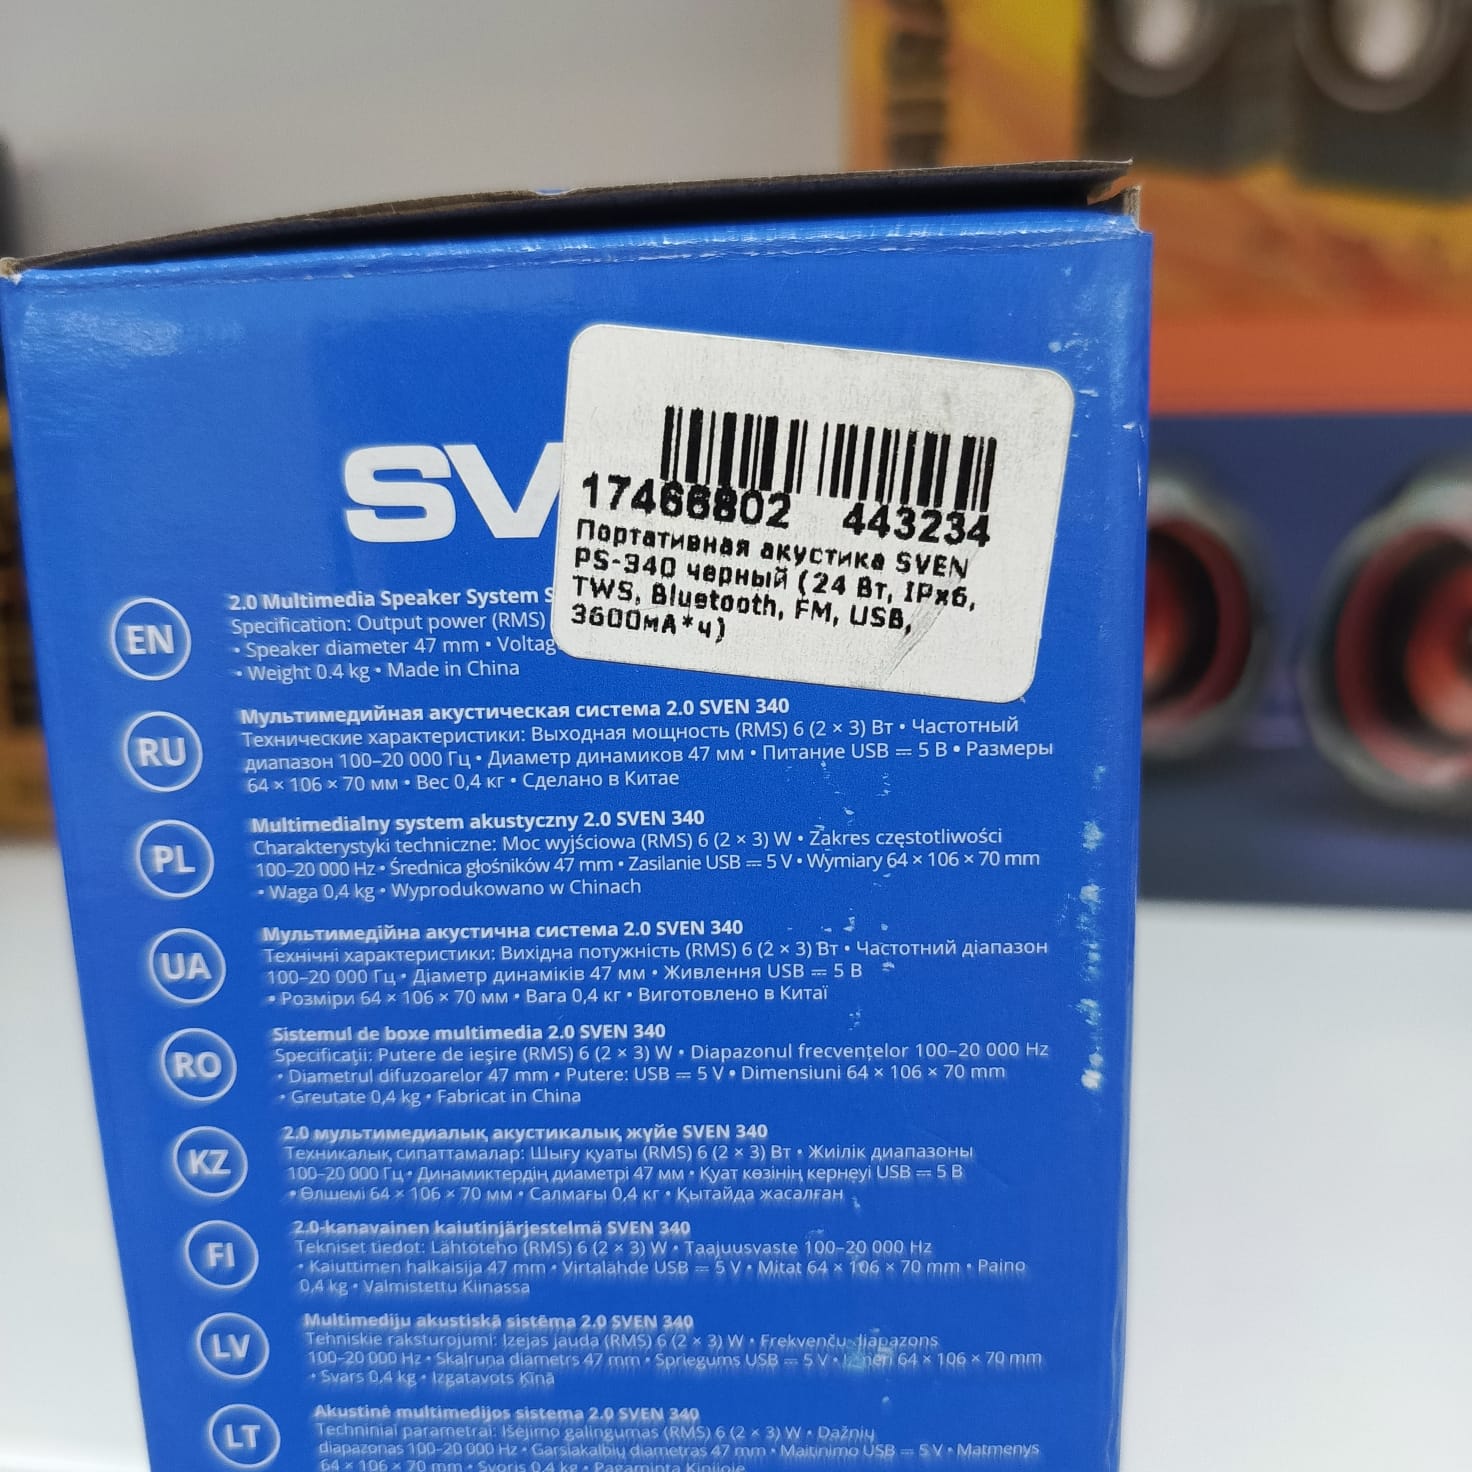 SV
17466802 443234
Портативная акустика SVEN
PS-340 черный (24 Вт, IPx6,
TWS, Bluetooth, FM, USB,
3600мА*ч)
EN
2.0 Multimedia Speaker System S
Specification: Output power (RMS)
• Speaker diameter 47 mm • Voltag
• Weight 0.4 kg • Made in China
RU
Мультимедийная акустическая система 2.0 SVEN 340
Технические характеристики: Выходная мощность (RMS) 6 (2 × 3) Вт • Частотный
диапазон 100–20 000 Гц • Диаметр динамиков 47 мм • Питание USB ⎓ 5 В • Размеры
64 × 106 × 70 мм • Вес 0,4 кг • Сделано в Китае
PL
Multimedialny system akustyczny 2.0 SVEN 340
Charakterystyki techniczne: Moc wyjściowa (RMS) 6 (2 × 3) W • Zakres częstotliwości
100–20 000 Hz • Średnica głośników 47 mm • Zasilanie USB ⎓ 5 V • Wymiary 64 × 106 × 70 mm
• Waga 0,4 kg • Wyprodukowano w Chinach
UA
Мультимедійна акустична система 2.0 SVEN 340
Технічні характеристики: Вихідна потужність (RMS) 6 (2 × 3) Вт • Частотний діапазон
100–20 000 Гц • Діаметр динаміків 47 мм • Живлення USB ⎓ 5 В
• Розміри 64 × 106 × 70 мм • Вага 0,4 кг • Виготовлено в Китаї
RO
Sistemul de boxe multimedia 2.0 SVEN 340
Specificaţii: Putere de ieşire (RMS) 6 (2 × 3) W • Diapazonul frecvenţelor 100–20 000 Hz
• Diametrul difuzoarelor 47 mm • Putere: USB ⎓ 5 V • Dimensiuni 64 × 106 × 70 mm
• Greutate 0,4 kg • Fabricat in China
KZ
2.0 мультимедиалық акустикалық жүйе SVEN 340
Техникалық сипаттамалар: Шығу қуаты (RMS) 6 (2 × 3) Вт • Жиілік диапазоны
100–20 000 Гц • Динамиктердің диаметрі 47 мм • Қуат көзінің кернеуі USB ⎓ 5 В
• Өлшемі 64 × 106 × 70 мм • Салмағы 0,4 кг • Қытайда жасалған
FI
2.0-kanavainen kaiutinjärjestelmä SVEN 340
Tekniset tiedot: Lähtöteho (RMS) 6 (2 × 3) W • Taajuusvaste 100–20 000 Hz
• Kaiuttimen halkaisija 47 mm • Virtalähde USB ⎓ 5 V • Mitat 64 × 106 × 70 mm • Paino
0,4 kg • Valmistettu Kiinassa
LV
Multimediju akustiskā sistēma 2.0 SVEN 340
Tehniskie raksturojumi: Izejas jauda (RMS) 6 (2 × 3) W • Frekvenču diapazons
100–20 000 Hz • Skaļruņa diametrs 47 mm • Spriegums USB ⎓ 5 V • Izmēri 64 × 106 × 70 mm
• Svars 0,4 kg • Izgatavots Ķīnā
LT
Akustinė multimedijos sistema 2.0 SVEN 340
Techniniai parametrai: Išėjimo galingumas (RMS) 6 (2 × 3) W • Dažnių
diapazonas 100–20 000 Hz • Garsiakalbių diametras 47 mm • Maitinimo USB ⎓ 5 V • Matmenys
64 × 106 × 70 mm • Svoris 0,4 kg • Pagaminta Kinijoje